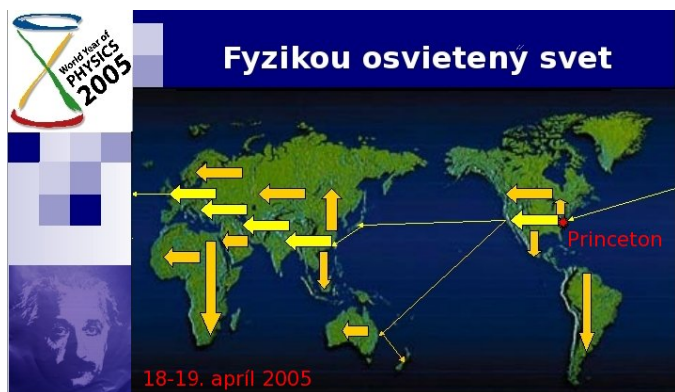 World Year of
PHYSICS
2005
Fyzikou osvietený svet
Princeton
18-19. apríl 2005